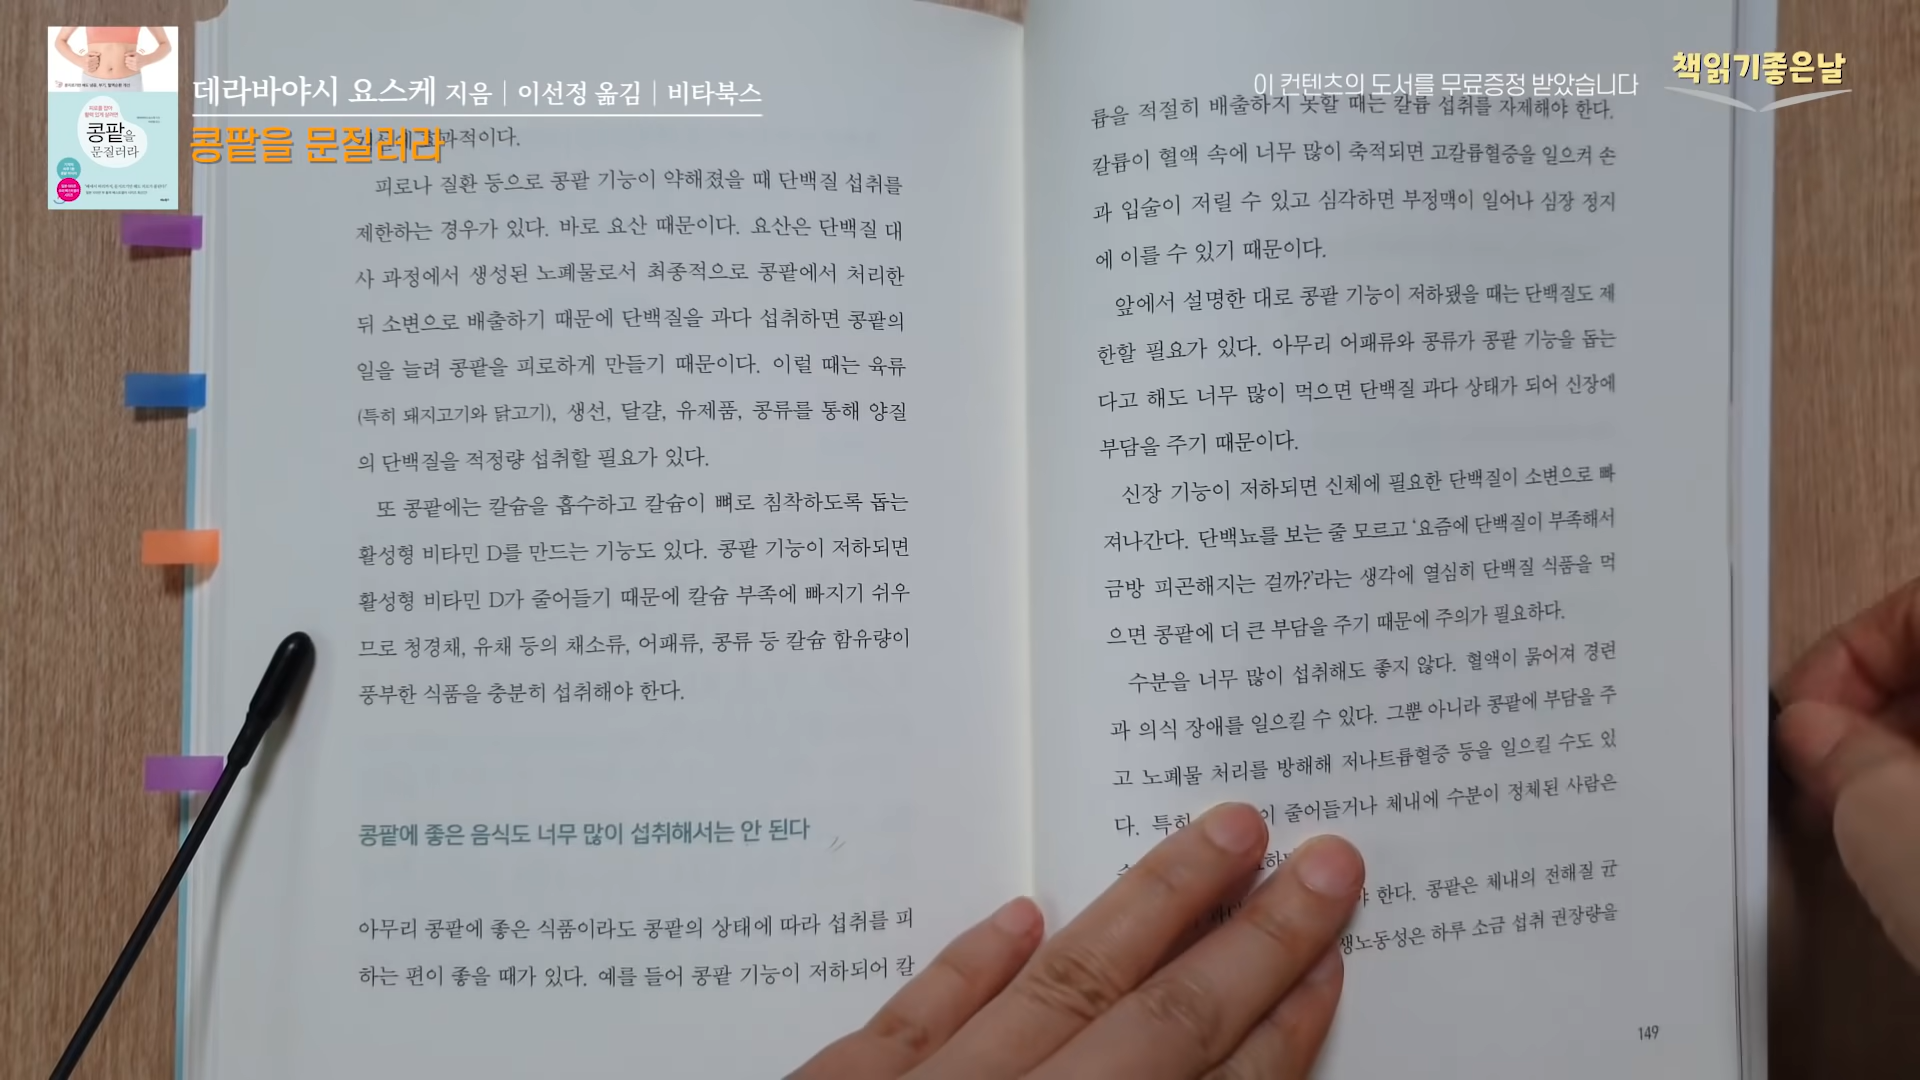 데라바야시 요스케 지음 | 이선정 옮김 | 비타북스
콩팥을 문질러라
이 컨텐츠의 도서를 무료증정 받았습니다
책읽기좋은날
콩팥을
문질러라
과적이다.
피로나 질환 등으로 콩팥 기능이 약해졌을 때 단백질 섭취를
제한하는 경우가 있다. 바로 요산 때문이다. 요산은 단백질 대
사 과정에서 생성된 노폐물로서 최종적으로 콩팥에서 처리한
뒤 소변으로 배출하기 때문에 단백질을 과다 섭취하면 콩팥의
일을 늘려 콩팥을 피로하게 만들기 때문이다. 이럴 때는 육류
(특히 돼지고기와 닭고기), 생선, 달걀, 유제품, 콩류를 통해 양질
의 단백질을 적정량 섭취할 필요가 있다.
또 콩팥에는 칼슘을 흡수하고 칼슘이 뼈로 침착하도록 돕는
활성형 비타민 D를 만드는 기능도 있다. 콩팥 기능이 저하되면
활성형 비타민 D가 줄어들기 때문에 칼슘 부족에 빠지기 쉬우
므로 청경채, 유채 등의 채소류, 어패류, 콩류 등 칼슘 함유량이
풍부한 식품을 충분히 섭취해야 한다.
콩팥에 좋은 음식도 너무 많이 섭취해서는 안 된다
아무리 콩팥에 좋은 식품이라도 콩팥의 상태에 따라 섭취를 피
하는 편이 좋을 때가 있다. 예를 들어 콩팥 기능이 저하되어 칼
륨을 적절히 배출하지 못할 때는 칼륨 섭취를 자제해야 한다.
칼륨이 혈액 속에 너무 많이 축적되면 고칼륨혈증을 일으켜 손
과 입술이 저릴 수 있고 심각하면 부정맥이 일어나 심장 정지
에 이를 수 있기 때문이다.
앞에서 설명한 대로 콩팥 기능이 저하됐을 때는 단백질도 제
한할 필요가 있다. 아무리 어패류와 콩류가 콩팥 기능을 돕는
다고 해도 너무 많이 먹으면 단백질 과다 상태가 되어 신장에
부담을 주기 때문이다.
신장 기능이 저하되면 신체에 필요한 단백질이 소변으로 빠
져나간다. 단백뇨를 보는 줄 모르고 '요즘에 단백질이 부족해서
금방 피곤해지는 걸까?'라는 생각에 열심히 단백질 식품을 먹
으면 콩팥에 더 큰 부담을 주기 때문에 주의가 필요하다.
수분을 너무 많이 섭취해도 좋지 않다. 혈액이 묽어져 경련
과 의식 장애를 일으킬 수 있다. 그뿐 아니라 콩팥에 부담을 주
고 노폐물 처리를 방해해 저나트륨혈증 등을 일으킬 수도 있
다. 특히 줄어들거나 체내에 수분이 정체된 사람은
한다. 콩팥은 체내의 전해질 균
생노동성은 하루 소금 섭취 권장량을
149